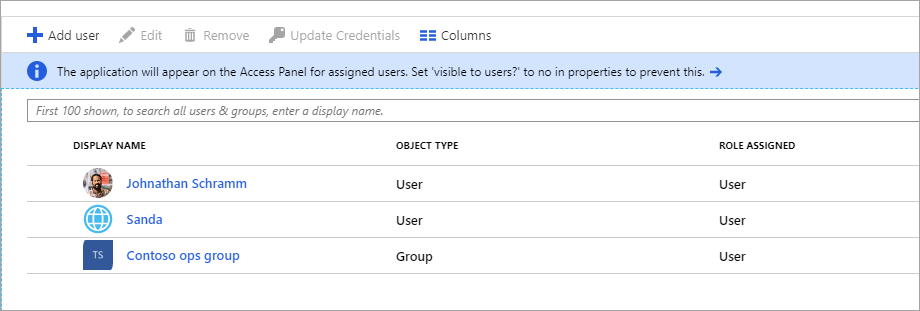 Add user Edit Remove Update Credentials Columns
The application will appear on the Access Panel for assigned users. Set 'visible to users?' to no in properties to prevent this.
First 100 shown, to search all users & groups, enter a display name.
DISPLAY NAME OBJECT TYPE ROLE ASSIGNED
Johnathan Schramm User User
Sanda User User
TS Contoso ops group Group User